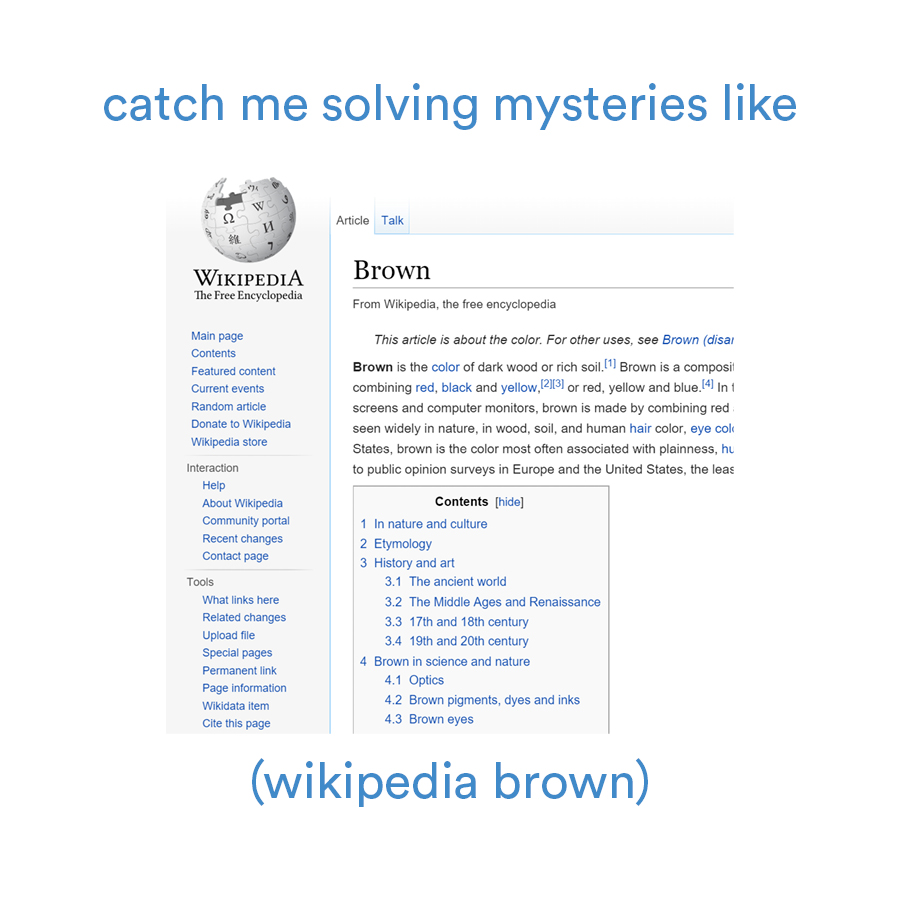 catch me solving mysteries like
WIKIPEDIA
The Free Encyclopedia
Main page
Contents
Featured content
Current events
Random article
Donate to Wikipedia
Wikipedia store
Interaction
Help
About Wikipedia
Community portal
Recent changes
Contact page
Tools
What links here
Related changes
Upload file
Special pages
Permanent link
Page information
Wikidata item
Cite this page
Article Talk
Brown
From Wikipedia, the free encyclopedia
This article is about the color. For other uses, see Brown (disa
Brown is the color of dark wood or rich soil.[1] Brown is a composit
combining red, black and yellow,[2][3] or red, yellow and blue.[4] In
screens and computer monitors, brown is made by combining red
seen widely in nature, in wood, soil, and human hair color, eye colo
States, brown is the color most often associated with plainness, hu
to public opinion surveys in Europe and the United States, the leas
Contents [hide]
1 In nature and culture
2 Etymology
3 History and art
3.1 The ancient world
3.2 The Middle Ages and Renaissance
3.3 17th and 18th century
3.4 19th and 20th century
4 Brown in science and nature
4.1 Optics
4.2 Brown pigments, dyes and inks
4.3 Brown eyes
(wikipedia brown)